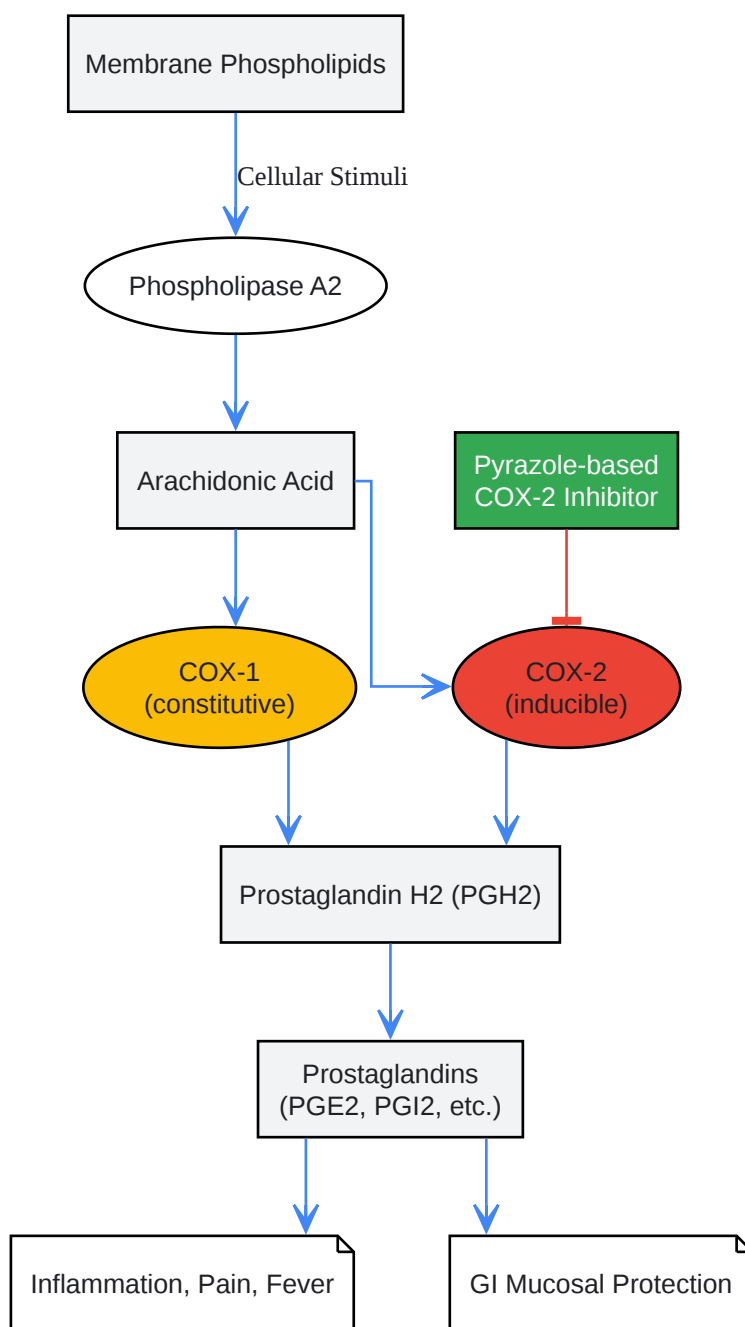 Membrane Phospholipids
Cellular Stimuli
Phospholipase A2
Arachidonic Acid
Pyrazole-based
COX-2 Inhibitor
COX-1
(constitutive)
COX-2
(inducible)
Prostaglandin H2 (PGH2)
Prostaglandins
(PGE2, PGI2, etc.)
Inflammation, Pain, Fever
GI Mucosal Protection